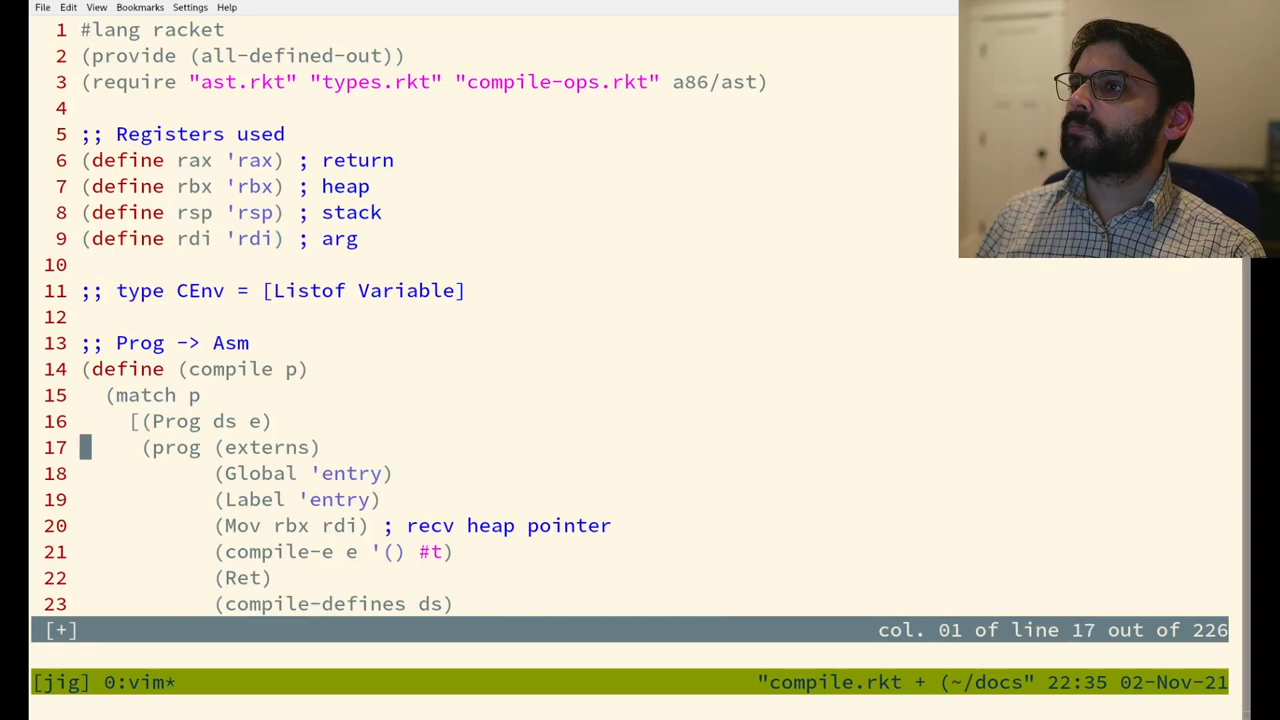 File Edit View Bookmarks Settings Help
1 #lang racket
2 (provide (all-defined-out))
3 (require "ast.rkt" "types.rkt" "compile-ops.rkt" a86/ast)
4
5 ;; Registers used
6 (define rax 'rax) ; return
7 (define rbx 'rbx) ; heap
8 (define rsp 'rsp) ; stack
9 (define rdi 'rdi) ; arg
10
11 ;; type CEnv = [Listof Variable]
12
13 ;; Prog -> Asm
14 (define (compile p)
15   (match p
16     [(Prog ds e)
17      (prog (externs)
18            (Global 'entry)
19            (Label 'entry)
20            (Mov rbx rdi) ; recv heap pointer
21            (compile-e e '() #t)
22            (Ret)
23            (compile-defines ds)
[+] col. 01 of line 17 out of 226
[jig] 0:vim* "compile.rkt + (~/docs" 22:35 02-Nov-21